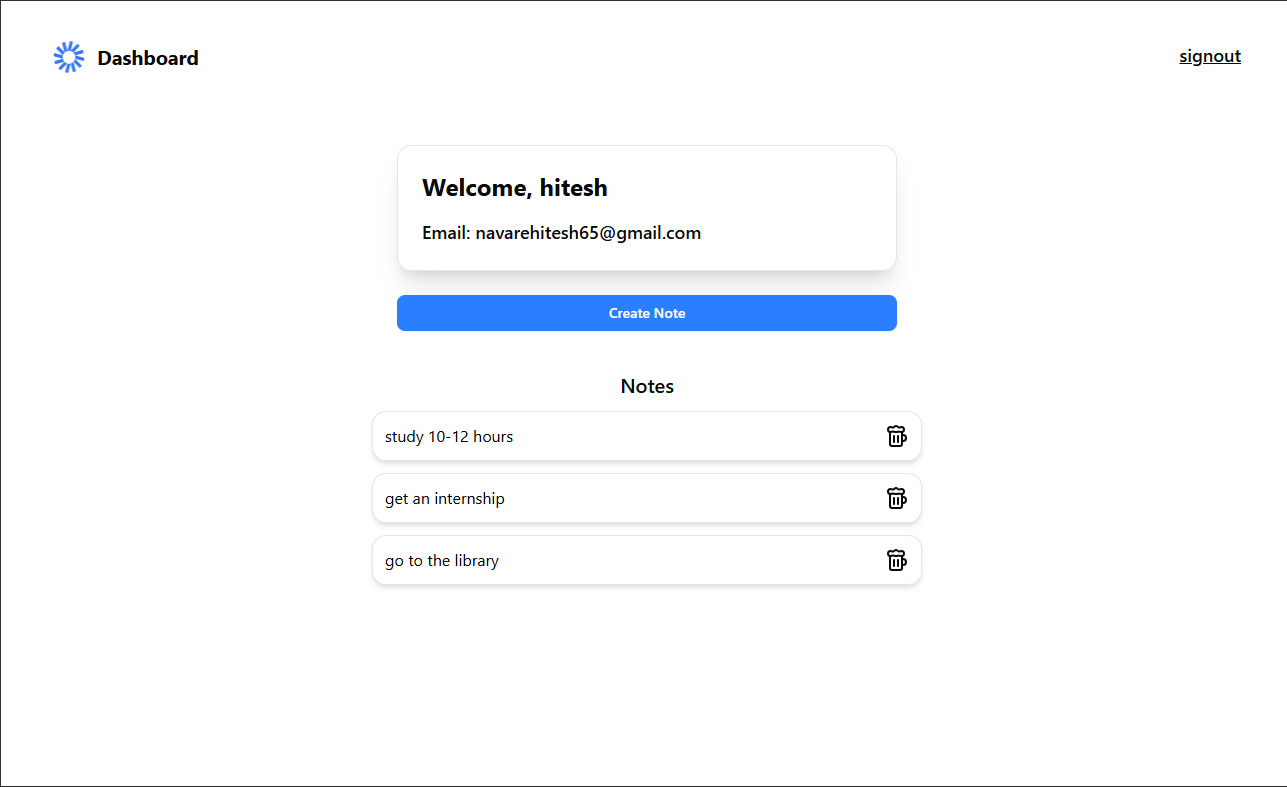 Dashboard
signout
Welcome, hitesh
Email: navarehitesh65@gmail.com
Create Note
Notes
study 10-12 hours
get an internship
go to the library